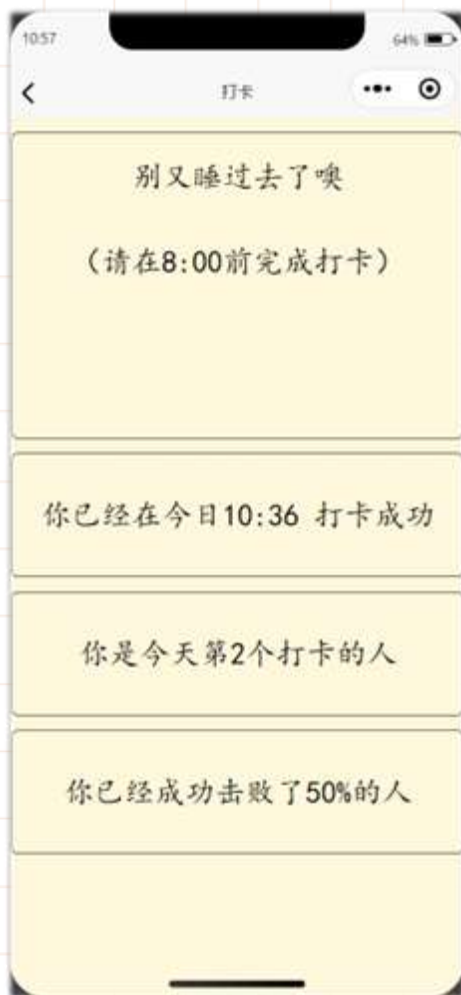 10:57
64%
打卡
别又睡过去了噢
（请在8:00前完成打卡）
你已经在今日10:36 打卡成功
你是今天第2个打卡的人
你已经成功击败了50%的人